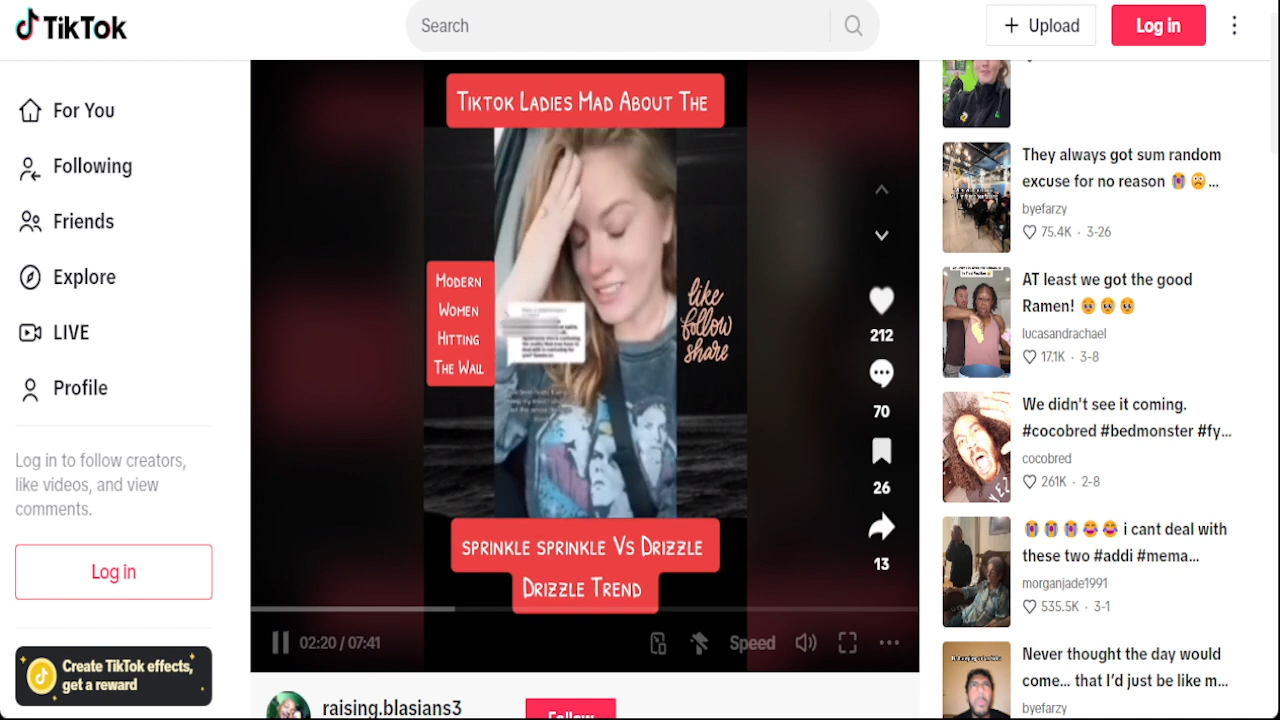 TikTok
Search
Upload
Log in
For You
Following
Friends
Explore
LIVE
Profile
Log in to follow creators,
like videos, and view
comments.
Log in
Create TikTok effects,
get a reward
Tiktok Ladies Mad About The
Modern
Women
Hitting
The Wall
like
follow
share
sprinkle sprinkle Vs Drizzle
Drizzle Trend
212
70
26
13
02:20 / 07:41
Speed
raising.blasians3
Follow
They always got sum random
excuse for no reason 😭 😢 ...
byefarzy
75.4K · 3-26
AT least we got the good
Ramen! 🥺 🥺 🥺
lucasandrachael
17.1K · 3-8
We didn't see it coming.
#cocobred #bedmonster #fy...
cocobred
261K · 2-8
😭 😭 😭 😂 😂 i cant deal with
these two #addi #mema...
morganjade1991
535.5K · 3-1
Never thought the day would
come... that I'd just be like m...
byefarzy